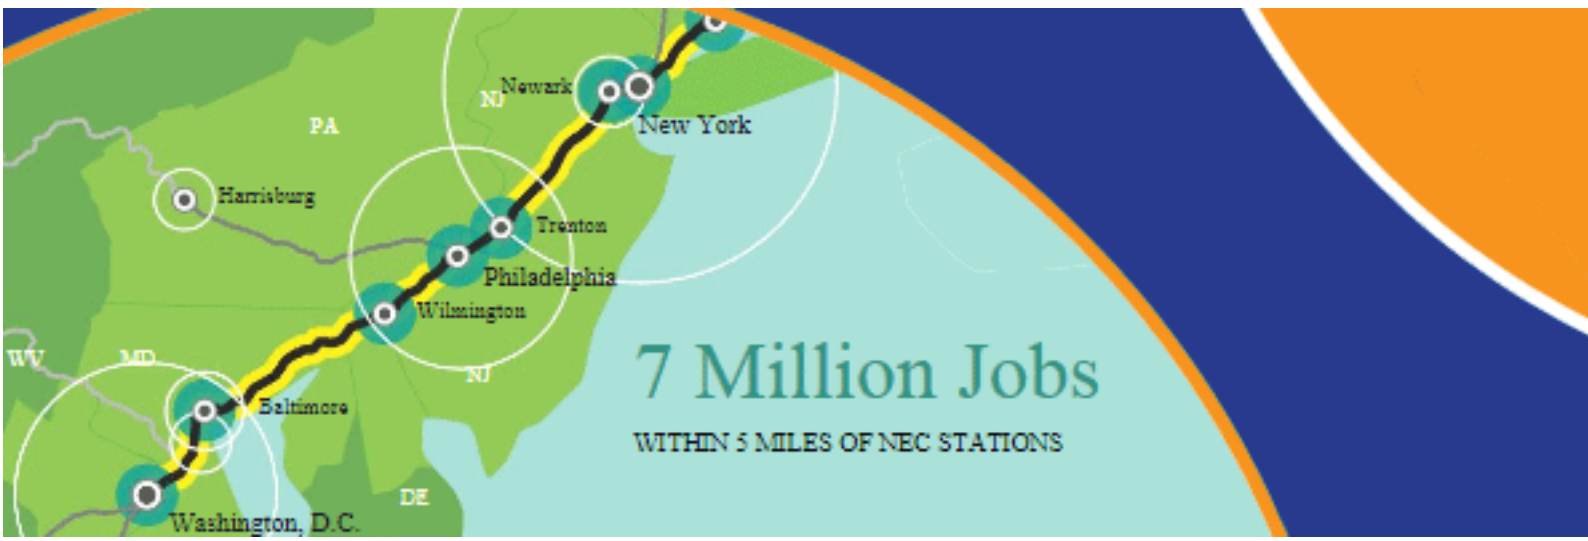 Newark
NJ
New York
PA
Harrisburg
Trenton
Philadelphia
Wilmington
WV
MD
NJ
7 Million Jobs
Baltimore
WITHIN 5 MILES OF NEC STATIONS
DE
Washington, D.C.